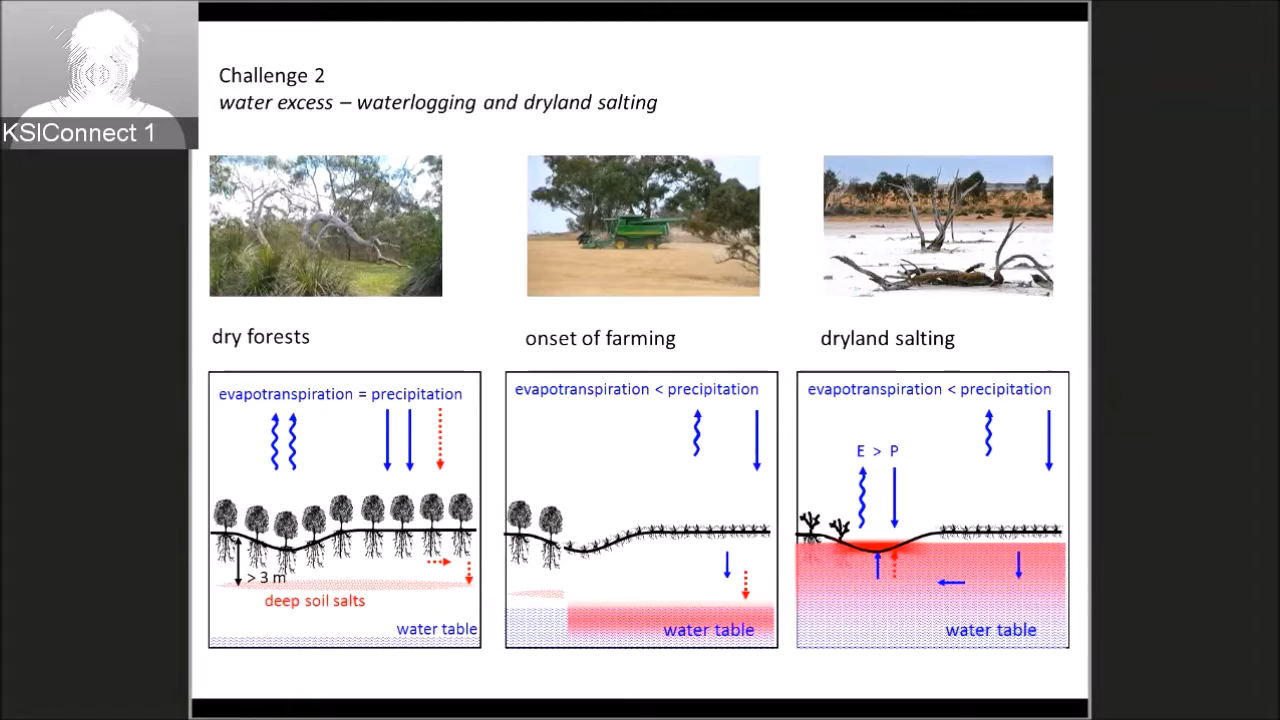 KSIConnect 1
Challenge 2
water excess – waterlogging and dryland salting
dry forests
onset of farming
dryland salting
evapotranspiration = precipitation
> 3 m
deep soil salts
water table
evapotranspiration < precipitation
water table
evapotranspiration < precipitation
E > P
water table